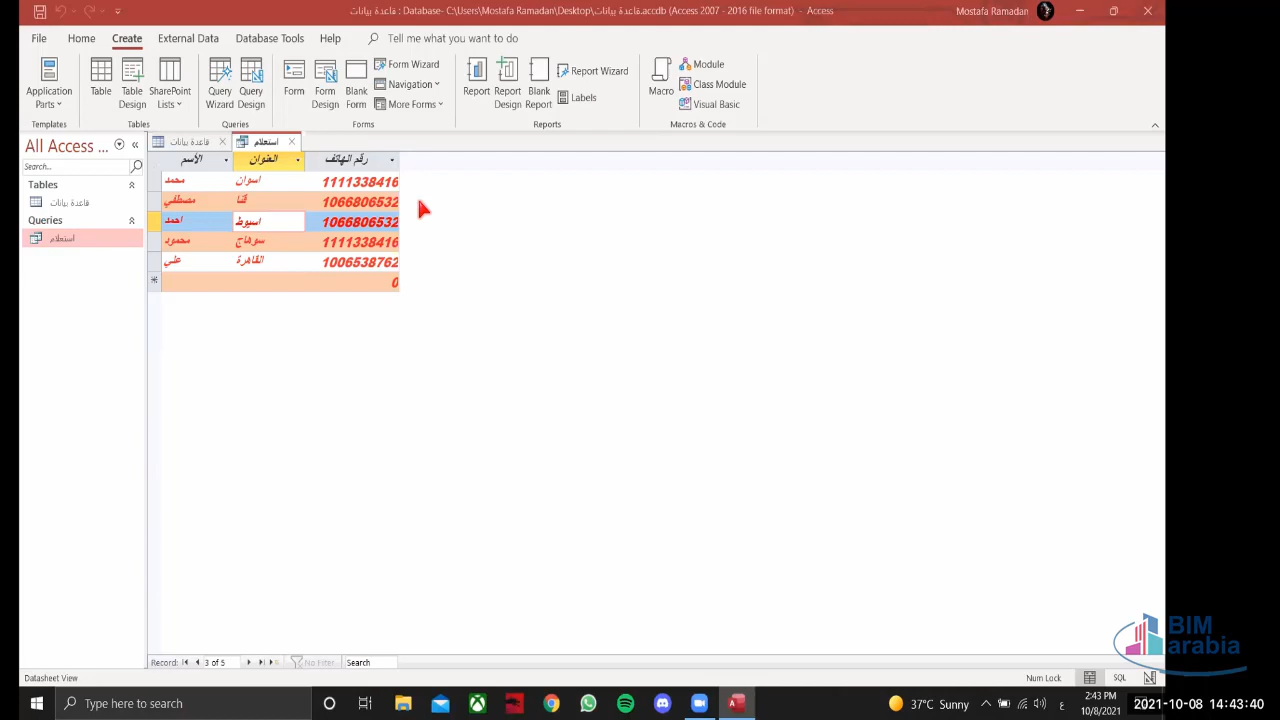 قاعدة بيانات : Database- C:\Users\Mostafa Ramadan\Desktop\قاعدة بيانات.accdb (Access 2007 - 2016 file format) - Access
Mostafa Ramadan
File Home Create External Data Database Tools Help Tell me what you want to do
Application Parts
Templates
Table
Table Design
SharePoint Lists
Tables
Query Wizard
Query Design
Queries
Form
Form Design
Blank Form
Form Wizard
Navigation
More Forms
Forms
Report
Report Design
Blank Report
Report Wizard
Labels
Reports
Macro
Module
Class Module
Visual Basic
Macros & Code
All Access ...
Search...
Tables
قاعدة بيانات
Queries
استعلام
قاعدة بيانات استعلام
الأسم العنوان رقم الهاتف
محمد اسوان 1111338416
مصطفي قنا 1066806532
احمد اسيوط 1066806532
محمود سوهاج 1111338416
علي القاهرة 1006538762
0
Record: 3 of 5 No Filter Search
Datasheet View
Num Lock
SQL
BIM
arabia
Type here to search
37°C Sunny
ع
2:43 PM
10/8/2021
2021-10-08 14:43:40